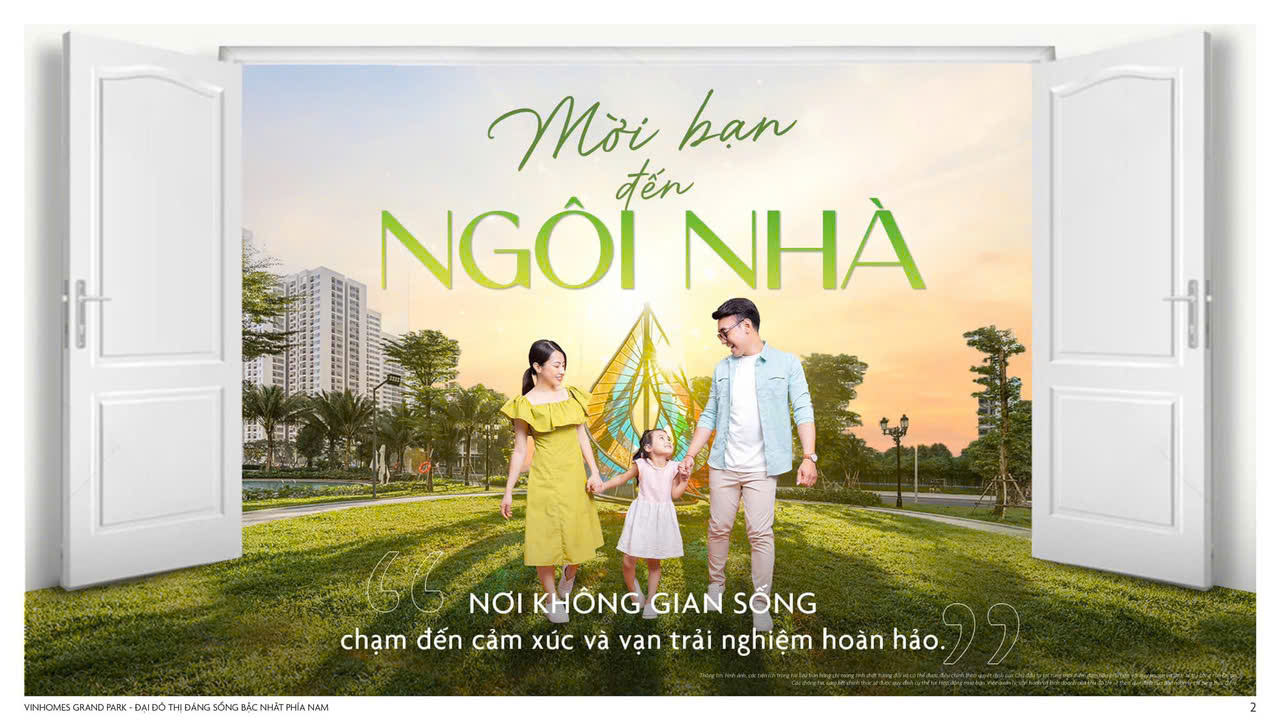 Mời bạn
đến
NGÔI NHÀ
“
NƠI KHÔNG GIAN SỐNG
chạm đến cảm xúc và vạn trải nghiệm hoàn hảo.
”
VINHOMES GRAND PARK - ĐẠI ĐÔ THỊ ĐÁNG SỐNG BẬC NHẤT PHÍA NAM
2